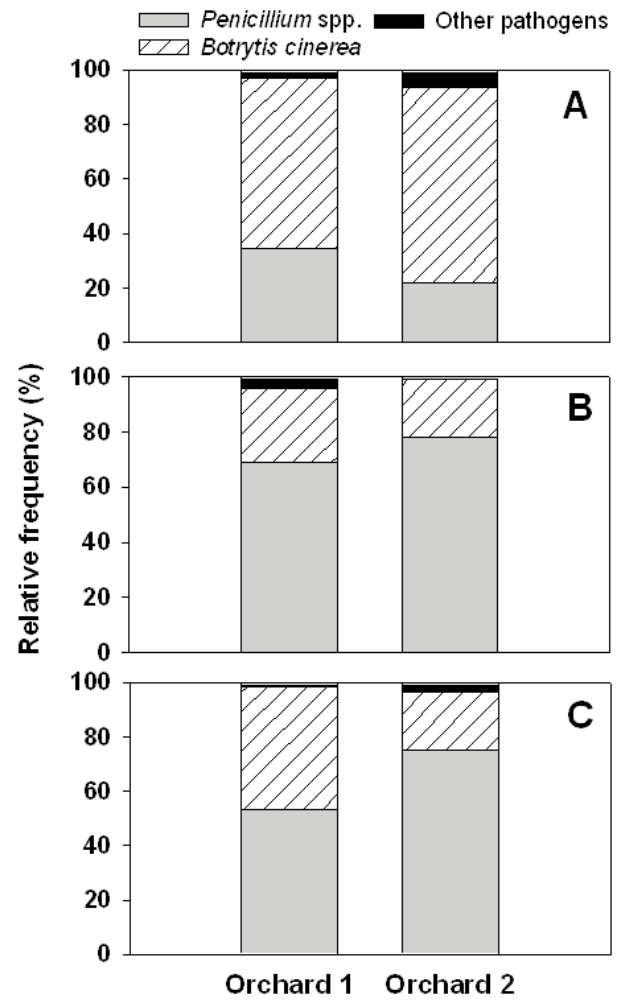 Penicillium spp. Other pathogens
Botrytis cinerea
Relative frequency (%)
100
80
60
40
20
0
A
100
80
60
40
20
0
B
100
80
60
40
20
0
C
Orchard 1 Orchard 2